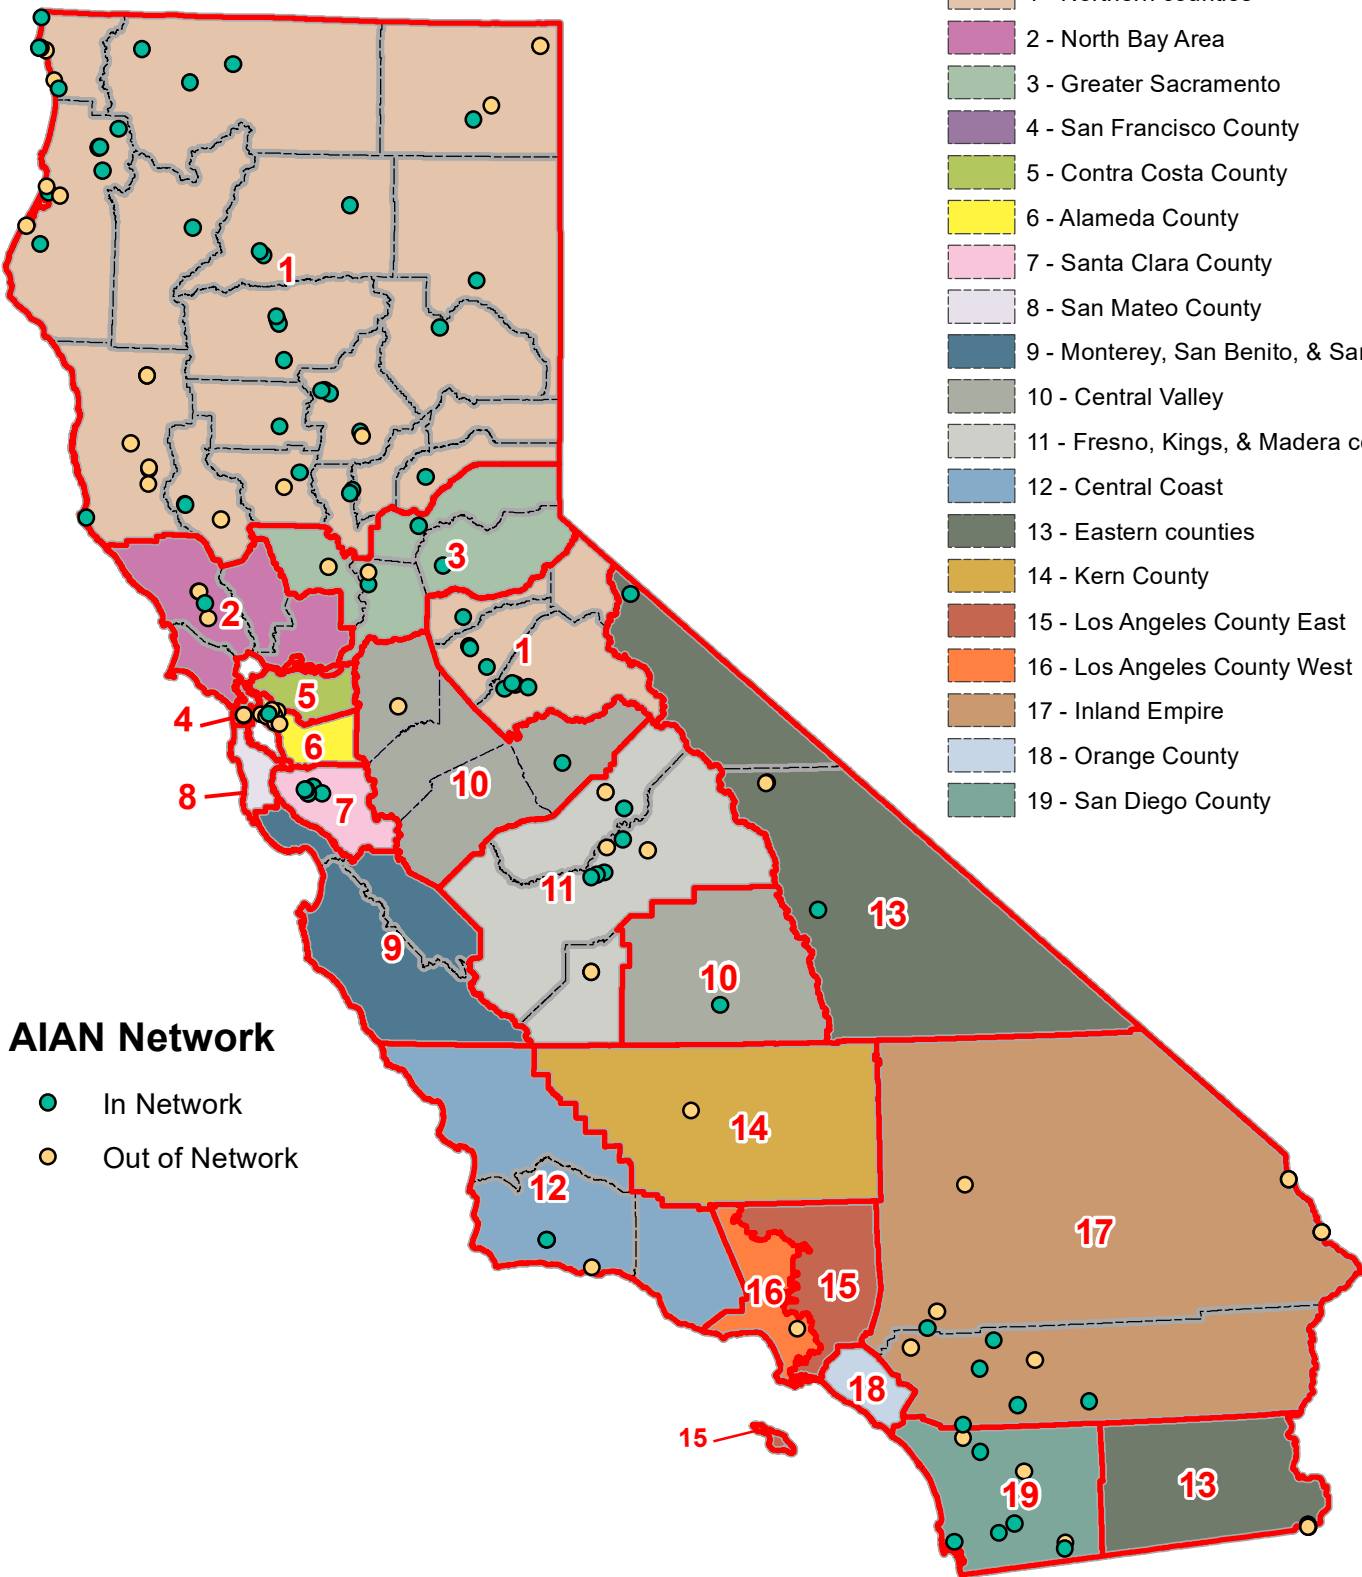 2 - North Bay Area
3 - Greater Sacramento
4 - San Francisco County
5 - Contra Costa County
6 - Alameda County
7 - Santa Clara County
8 - San Mateo County
9 - Monterey, San Benito, &
10 - Central Valley
11 - Fresno, Kings, & Madera
12 - Central Coast
13 - Eastern counties
14 - Kern County
15 - Los Angeles County East
16 - Los Angeles County West
17 - Inland Empire
18 - Orange County
19 - San Diego County
1
3
2
1
5
4
6
10
8
7
11
13
9
10
AIAN Network
In Network
Out of Network
14
12
17
16
15
18
15
19
13